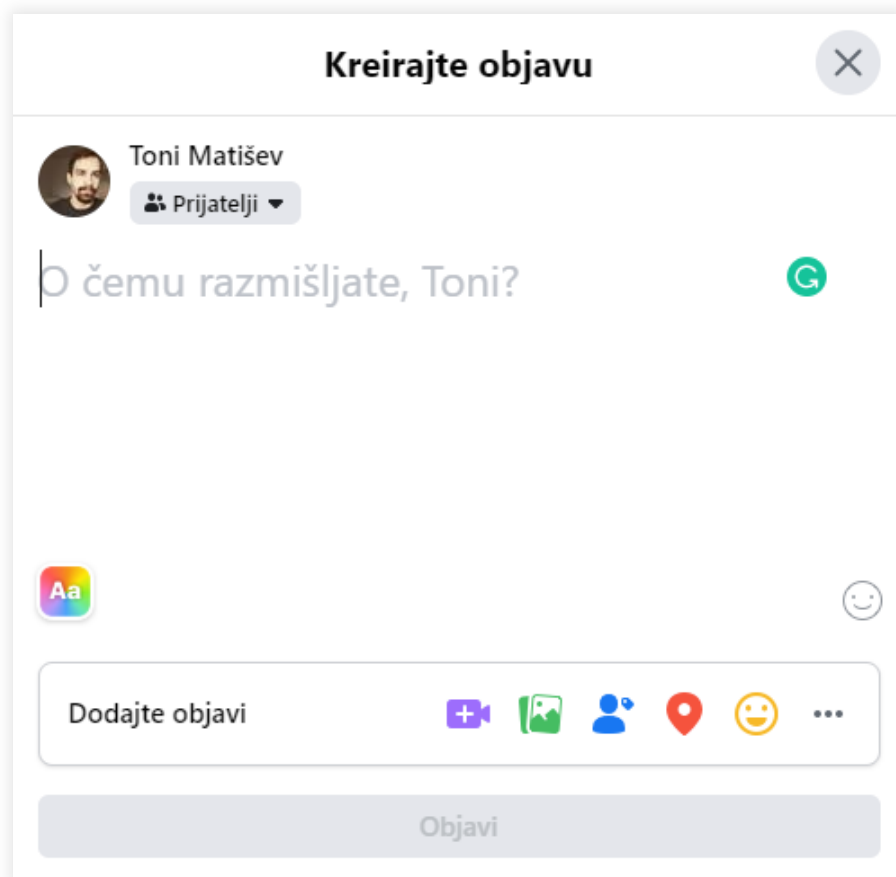 Kreirajte objavu
Toni Matišev
Prijatelji
O čemu razmišljate, Toni?
Aa
Dodajte objavi
Objavi